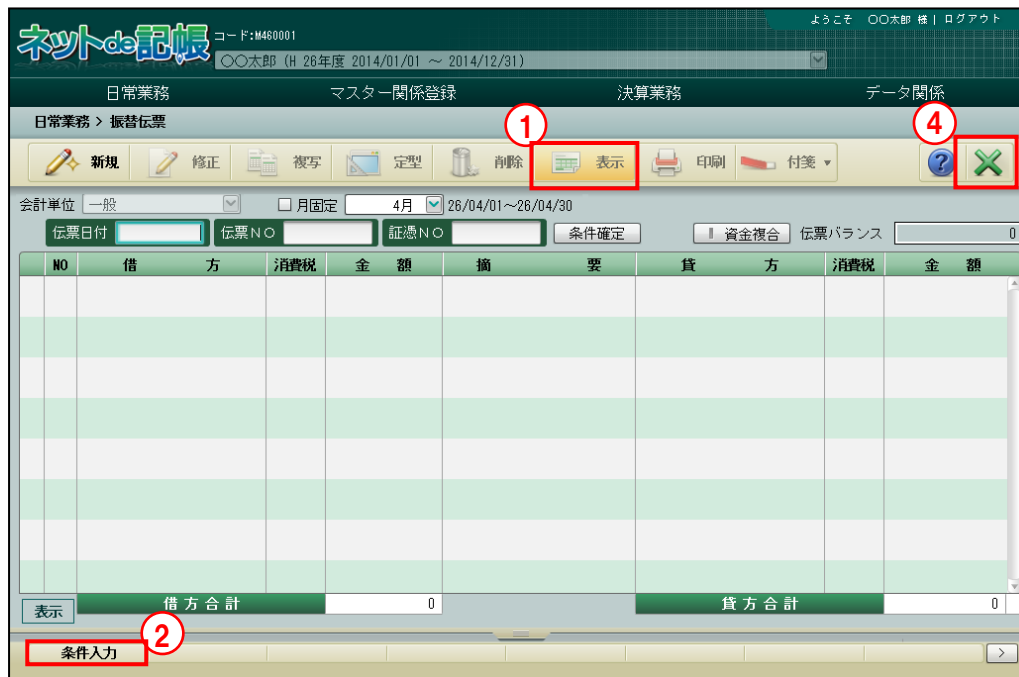 ようこそ 〇〇太郎 様 | ログアウト
ネットde記帳 コード:M460001
〇〇太郎 (H 26年度 2014/01/01 ～ 2014/12/31)
日常業務 マスター関係登録 決算業務 データ関係
日常業務 > 振替伝票
1 4
新規 修正 複写 定型 削除 表示 印刷 付箋 ▼ ?
会計単位 一般 月固定 4月 26/04/01～26/04/30
伝票日付 伝票NO 証憑NO 条件確定 資金複合 伝票バランス 0
NO 借方 消費税 金額 摘要 貸方 消費税 金額
表示 借方合計 0 貸方合計 0
2
条件入力 >